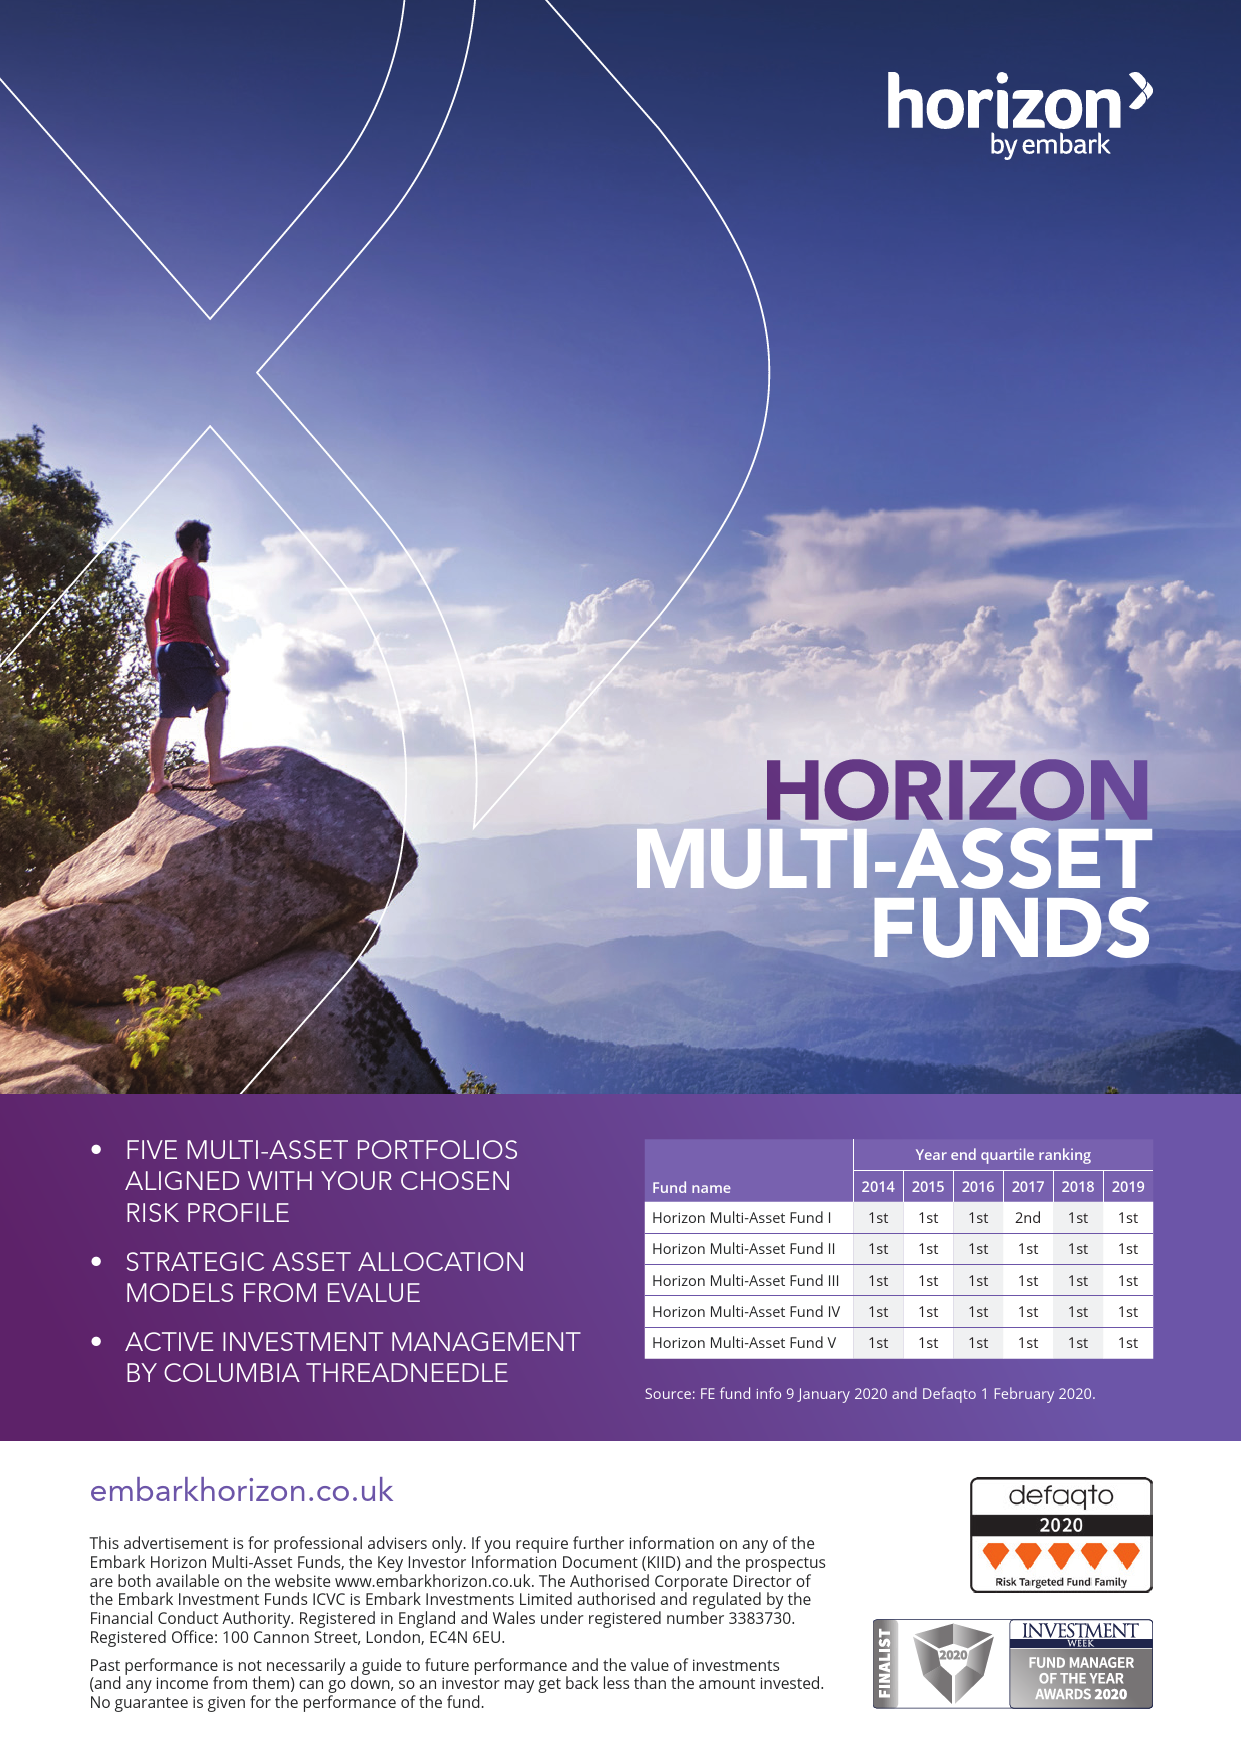 horizon
by embark
HORIZON
MULTI-ASSET
FUNDS
• FIVE MULTI-ASSET PORTFOLIOS
ALIGNED WITH YOUR CHOSEN
RISK PROFILE
• STRATEGIC ASSET ALLOCATION
MODELS FROM EVALUE
• ACTIVE INVESTMENT MANAGEMENT
BY COLUMBIA THREADNEEDLE
Year end quartile ranking
Fund name 2014 2015 2016 2017 2018 2019
Horizon Multi-Asset Fund I 1st 1st 1st 2nd 1st 1st
Horizon Multi-Asset Fund II 1st 1st 1st 1st 1st 1st
Horizon Multi-Asset Fund III 1st 1st 1st 1st 1st 1st
Horizon Multi-Asset Fund IV 1st 1st 1st 1st 1st 1st
Horizon Multi-Asset Fund V 1st 1st 1st 1st 1st 1st
Source: FE fund info 9 January 2020 and Defaqto 1 February 2020.
embarkhorizon.co.uk
This advertisement is for professional advisers only. If you require further information on any of the
Embark Horizon Multi-Asset Funds, the Key Investor Information Document (KIID) and the prospectus
are both available on the website www.embarkhorizon.co.uk. The Authorised Corporate Director of
the Embark Investment Funds ICVC is Embark Investments Limited authorised and regulated by the
Financial Conduct Authority. Registered in England and Wales under registered number 3383730.
Registered Office: 100 Cannon Street, London, EC4N 6EU.
Past performance is not necessarily a guide to future performance and the value of investments
(and any income from them) can go down, so an investor may get back less than the amount invested.
No guarantee is given for the performance of the fund.
defaqto
2020
Risk Targeted Fund Family
FINALIST
2020
INVESTMENT
WEEK
FUND MANAGER
OF THE YEAR
AWARDS 2020